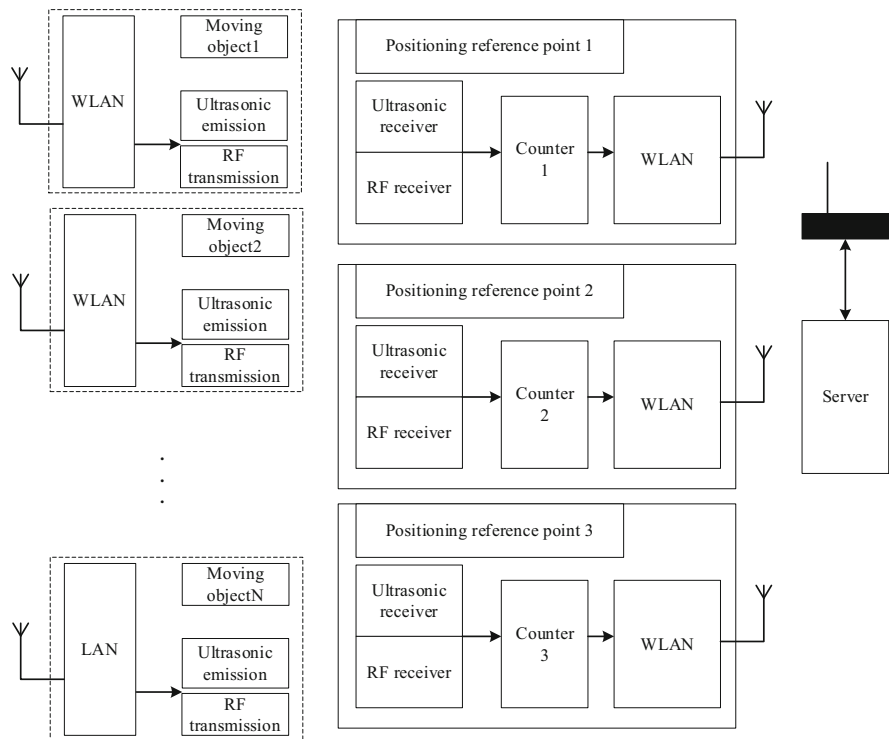 Moving
object1
WLAN
Ultrasonic
emission
RF
transmission
Moving
object2
WLAN
Ultrasonic
emission
RF
transmission
.
.
.
Moving
objectN
LAN
Ultrasonic
emission
RF
transmission
Positioning reference point 1
Ultrasonic
receiver
RF receiver
Counter
1
WLAN
Positioning reference point 2
Ultrasonic
receiver
RF receiver
Counter
2
WLAN
Positioning reference point 3
Ultrasonic
receiver
RF receiver
Counter
3
WLAN
Server